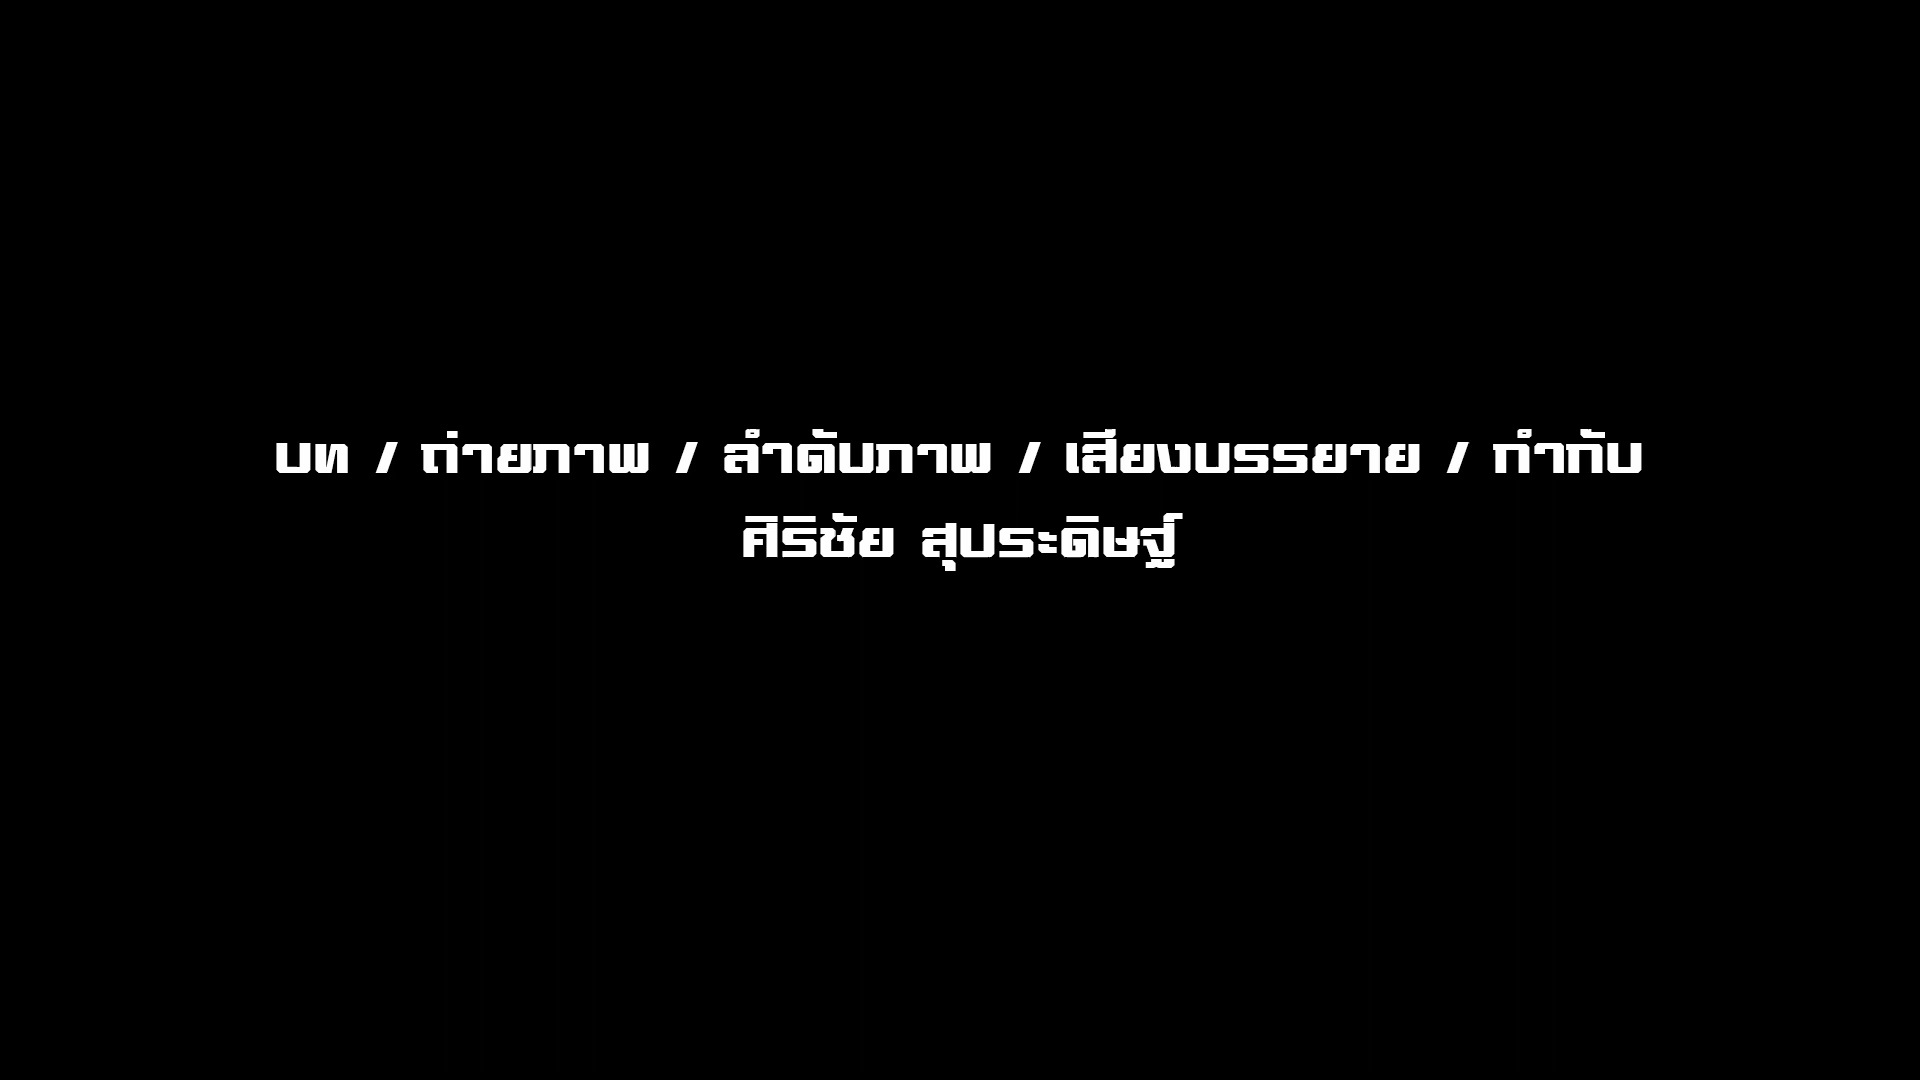 บท / ถ่ายภาพ / ลำดับภาพ / เสียงบรรยาย / กำกับ
ศิริชัย สุประดิษฐ์